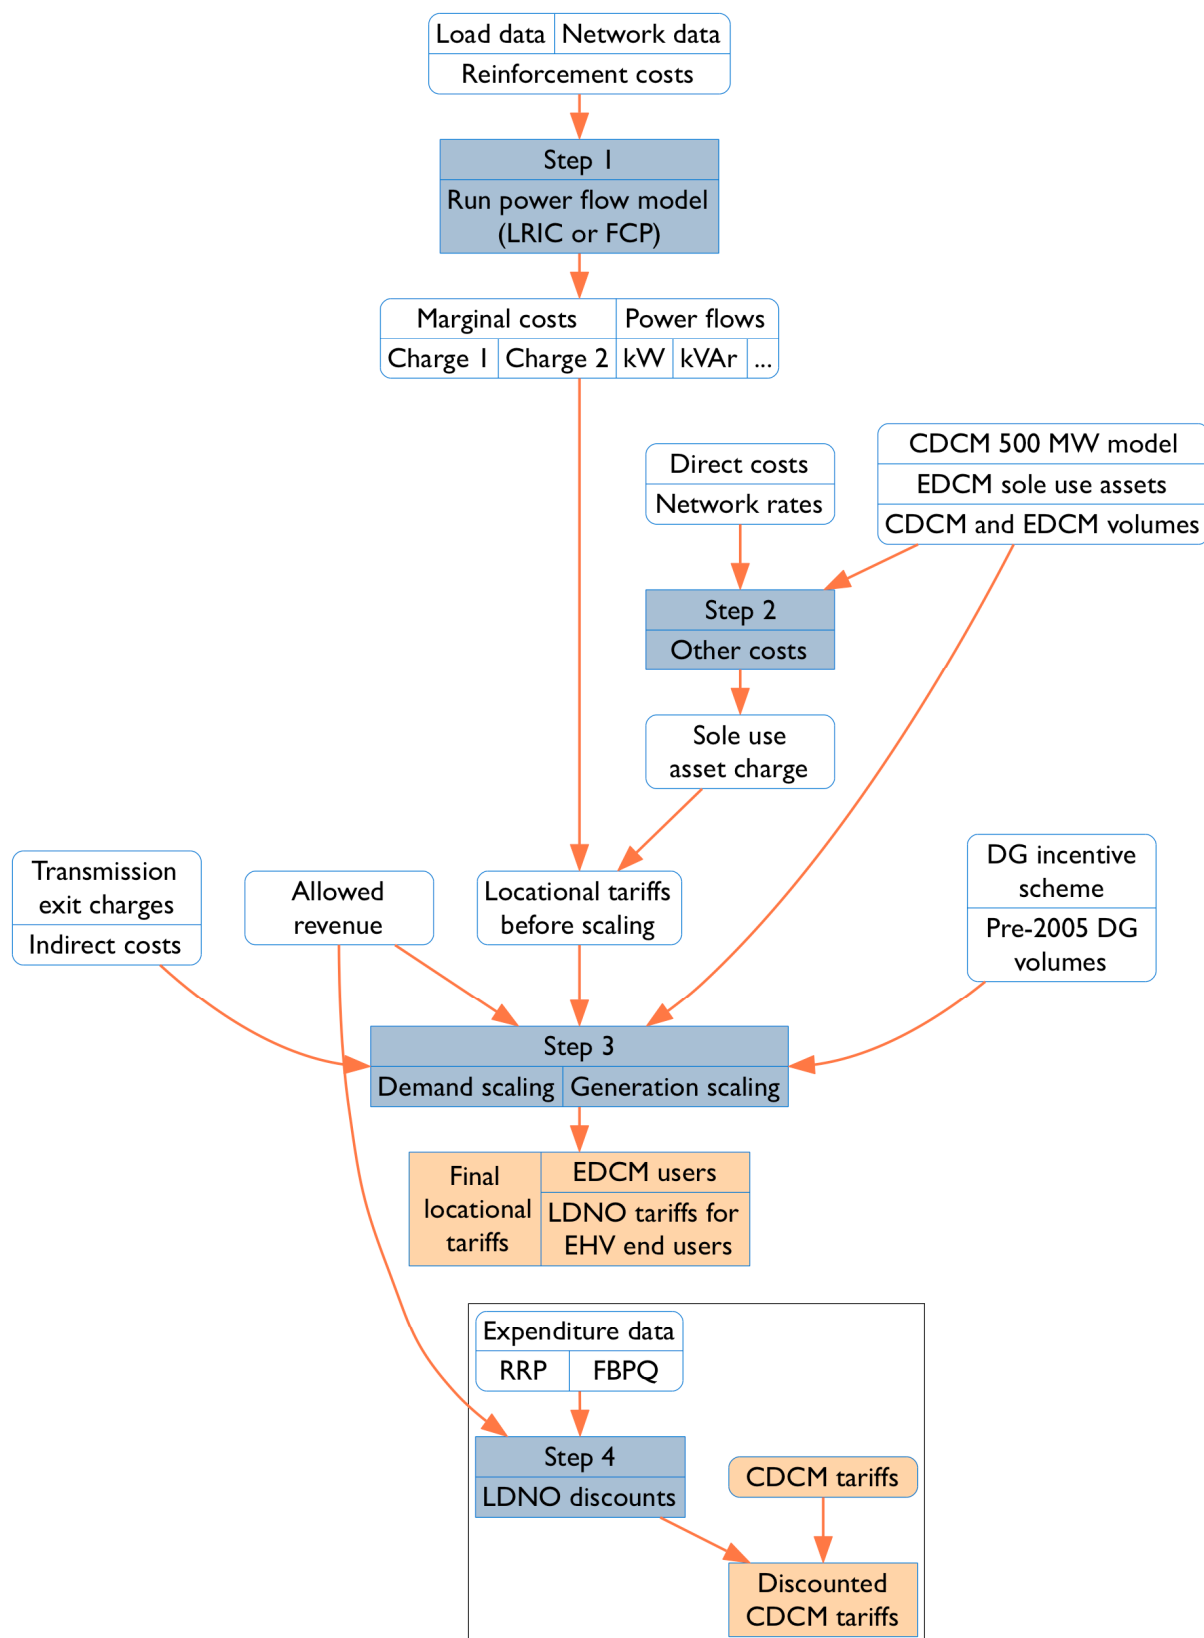 Load data
Network data
Reinforcement costs
Step 1
Run power flow model
(LRIC or FCP)
Marginal costs
Power flows
Charge 1
Charge 2
kW
kVAr
...
Direct costs
Network rates
CDCM 500 MW model
EDCM sole use assets
CDCM and EDCM volumes
Step 2
Other costs
Sole use
asset charge
Transmission
exit charges
Indirect costs
Allowed
revenue
Locational tariffs
before scaling
DG incentive
scheme
Pre-2005 DG
volumes
Step 3
Demand scaling
Generation scaling
Final
locational
tariffs
EDCM users
LDNO tariffs for
EHV end users
Expenditure data
RRP
FBPQ
Step 4
LDNO discounts
CDCM tariffs
Discounted
CDCM tariffs